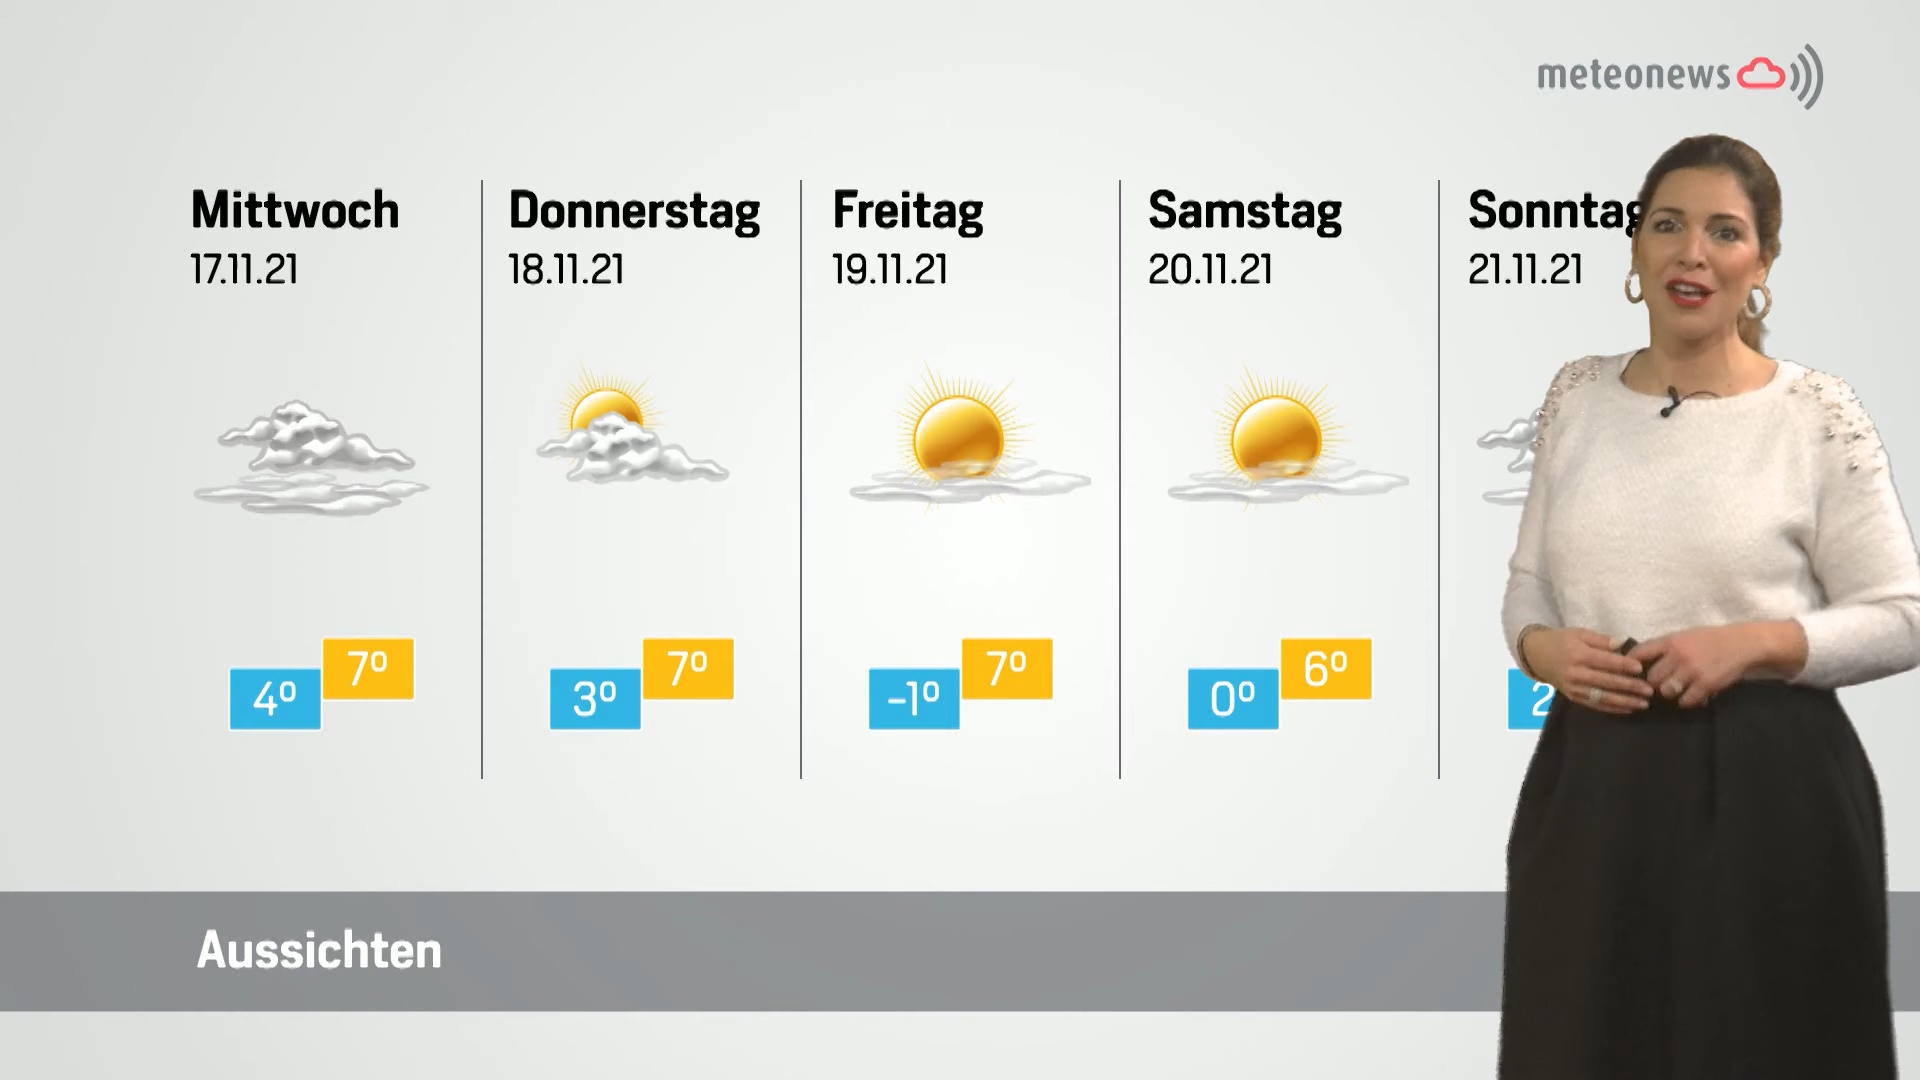 meteonews
Mittwoch
17.11.21
Donnerstag
18.11.21
Freitag
19.11.21
Samstag
20.11.21
Sonntag
21.11.21
4° 7°
3° 7°
-1° 7°
0° 6°
2
Aussichten